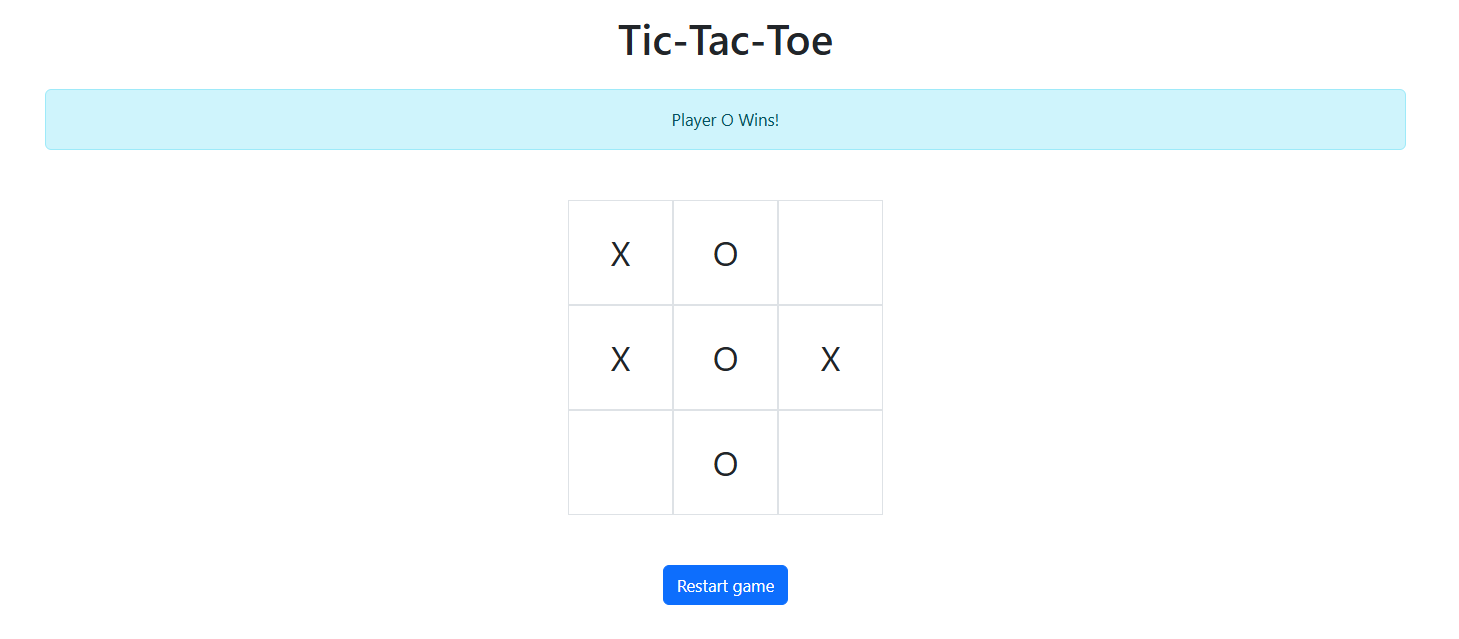 Tic-Tac-Toe
Player O Wins!
X O
X O X
O
Restart game